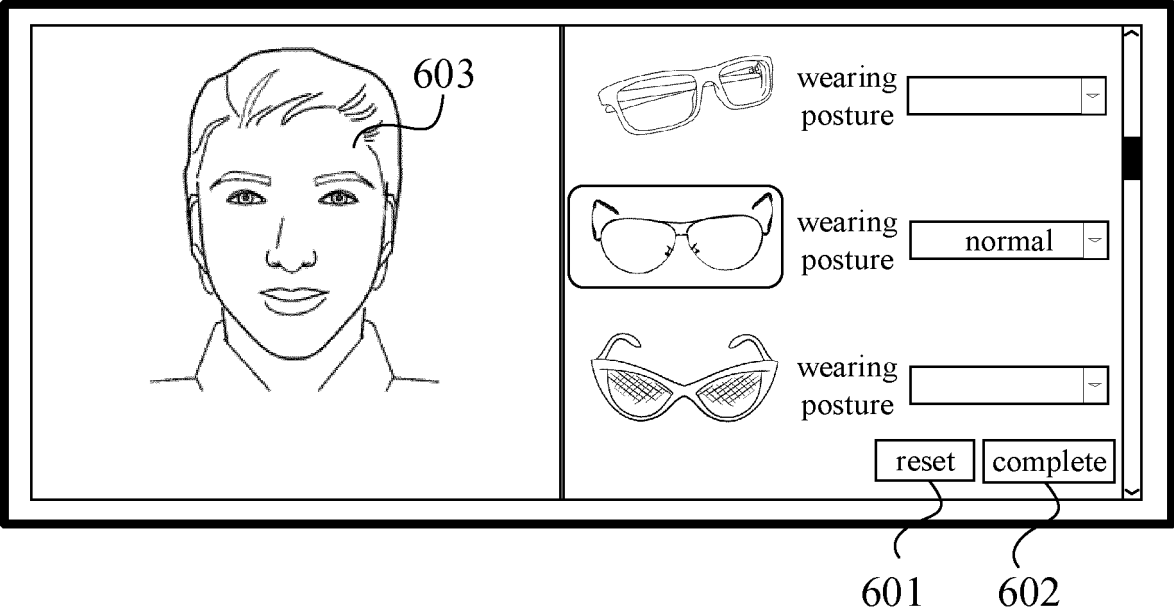 603
wearing
posture
wearing
posture
normal
wearing
posture
reset
complete
601
602